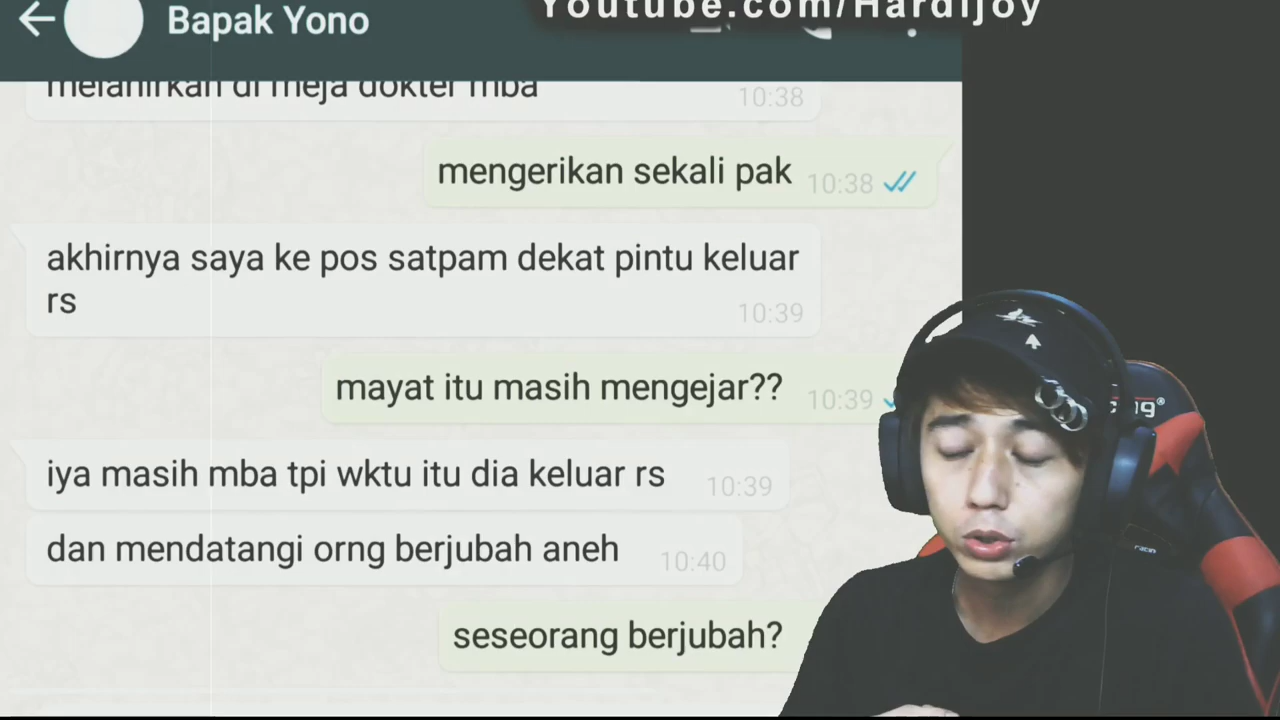 Youtube.com/Hardijoy
Bapak Yono
melahirkan di meja dokter mba
10:38
mengerikan sekali pak
10:38
akhirnya saya ke pos satpam dekat pintu keluar
rs
10:39
mayat itu masih mengejar??
10:39
iya masih mba tpi wktu itu dia keluar rs
10:39
dan mendatangi orng berjubah aneh
10:40
seseorang berjubah?